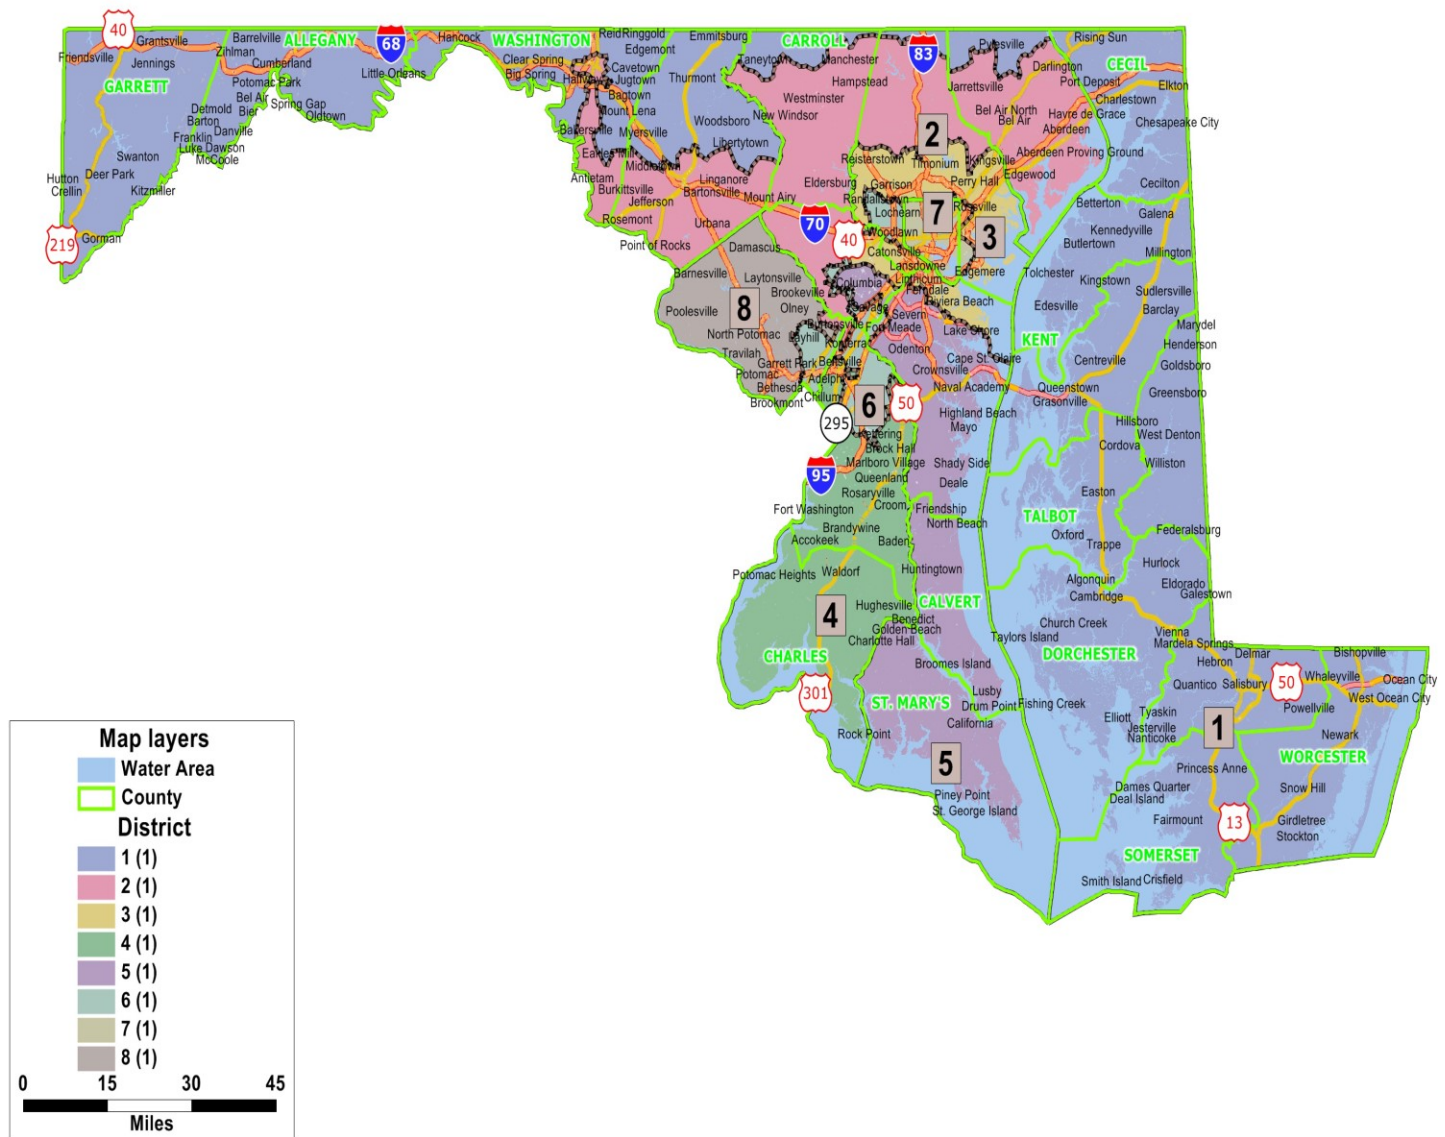 40
Friendsville
Grantsville
Jennings
GARRETT
Barrelville
Zihlman
ALLEGANY
68
Cumberland
Potomac Park
Little Orleans
Bel Air
Bier
Spring Gap
Oldtown
Detmold
Barton
Danville
Franklin
Luke Dawson
McCoole
Swanton
Deer Park
Hutton
Crellin
Kitzmiller
219
Gorman
Hancock
WASHINGTON
Clear Spring
Big Spring
Halfway
Reid
Ringgold
Edgemont
Cavetown
Jugtown
Bagtown
Mount Lena
Bakersville
Myersville
Eakles Mill
Middletown
Antietam
Burkittsville
Jefferson
Rosemont
Point of Rocks
Emmitsburg
Thurmont
Woodsboro
Libertytown
Linganore
Bartonsville
Urbana
Mount Airy
CARROLL
Taneytown
Manchester
Hampstead
Westminster
New Windsor
Eldersburg
83
Pylesville
Jarrettsville
Darlington
Rising Sun
CECIL
Port Deposit
Elkton
Charlestown
Havre de Grace
Chesapeake City
Bel Air North
Bel Air
Aberdeen
Aberdeen Proving Ground
Edgewood
Cecilton
2
Reisterstown
Timonium
Kingsville
Garrison
Perry Hall
Randallstown
Lochearn
7
Rossville
3
70
40
Woodlawn
Catonsville
Lansdowne
Edgemere
Linthicum
Ferndale
Riviera Beach
Columbia
Savage
Severn
Fort Meade
Lake Shore
Odenton
Cape St. Claire
Crownsville
Naval Academy
Damascus
Barnesville
Laytonsville
Brookeville
Olney
Poolesville
8
North Potomac
Burtonsville
Layhill
Konterra
Travilah
Garrett Park
Beltsville
Potomac
Bethesda
Adelphi
Brookmont
Chillum
6
50
295
Kettering
Brock Hall
95
Marlboro Village
Queenland
Rosaryville
Croom
Fort Washington
Brandywine
Accokeek
Baden
Highland Beach
Mayo
Shady Side
Deale
Friendship
North Beach
Huntingtown
CALVERT
Potomac Heights
Waldorf
4
Hughesville
Benedict
Golden Beach
Charlotte Hall
CHARLES
301
Rock Point
Broomes Island
ST. MARY'S
Lusby
Drum Point
California
5
Piney Point
St. George Island
Betterton
Galena
Kennedyville
Butlertown
Millington
Tolchester
Kingstown
Edesville
Sudlersville
Barclay
Marydel
KENT
Henderson
Goldsboro
Centreville
Queenstown
Grasonville
Greensboro
Hillsboro
West Denton
Cordova
Williston
Easton
TALBOT
Oxford
Trappe
Federalsburg
Hurlock
Algonquin
Cambridge
Eldorado
Galestown
Church Creek
Taylors Island
Vienna
Mardela Springs
DORCHESTER
Hebron
Delmar
Bishopville
Quantico
Salisbury
50
Whaleyville
Ocean City
West Ocean City
Powellville
Fishing Creek
Elliott
Tyaskin
Jesterville
Nanticoke
1
Newark
WORCESTER
Princess Anne
Dames Quarter
Deal Island
Snow Hill
Fairmount
13
Girdletree
Stockton
SOMERSET
Smith Island
Crisfield
Map layers
Water Area
County
District
1 (1)
2 (1)
3 (1)
4 (1)
5 (1)
6 (1)
7 (1)
8 (1)
0 15 30 45
Miles